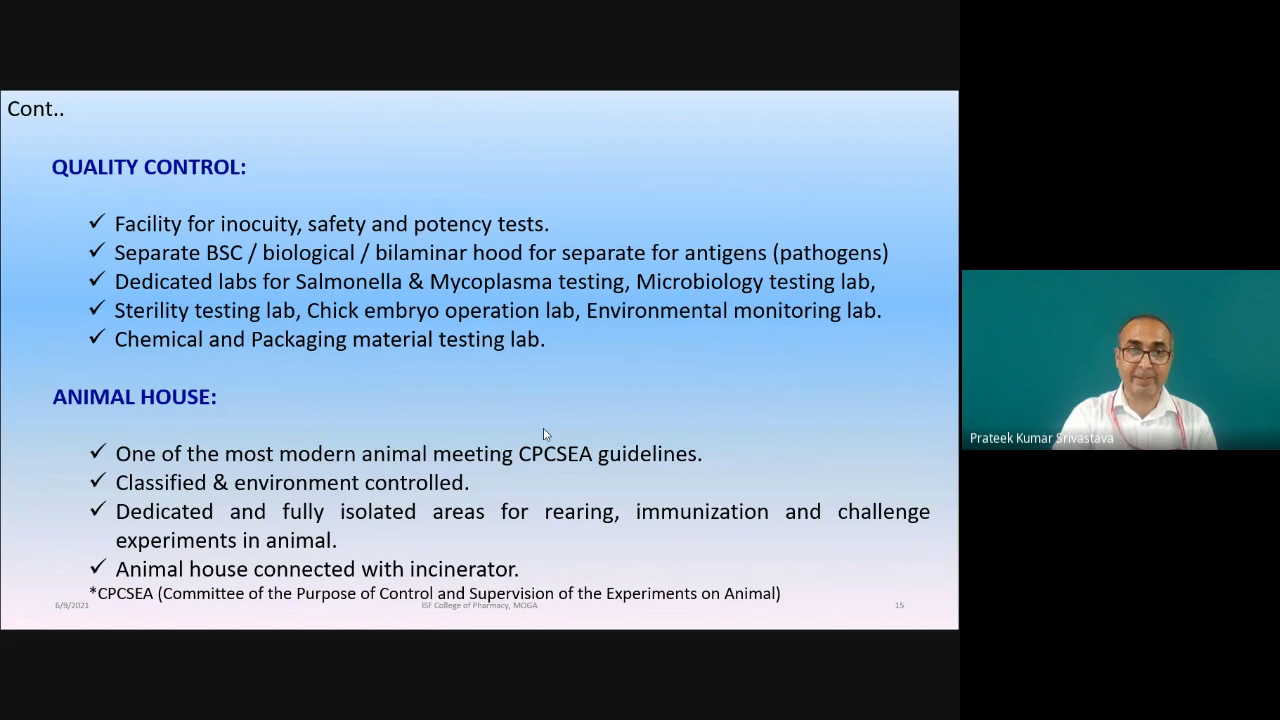 Cont..
QUALITY CONTROL:
✓ Facility for inocuity, safety and potency tests.
✓ Separate BSC / biological / bilaminar hood for separate for antigens (pathogens)
✓ Dedicated labs for Salmonella & Mycoplasma testing, Microbiology testing lab,
✓ Sterility testing lab, Chick embryo operation lab, Environmental monitoring lab.
✓ Chemical and Packaging material testing lab.
ANIMAL HOUSE:
✓ One of the most modern animal meeting CPCSEA guidelines.
✓ Classified & environment controlled.
✓ Dedicated and fully isolated areas for rearing, immunization and challenge
experiments in animal.
✓ Animal house connected with incinerator.
*CPCSEA (Committee of the Purpose of Control and Supervision of the Experiments on Animal)
6/9/2021
ISF College of Pharmacy, MOGA
15
Prateek Kumar Srivastava